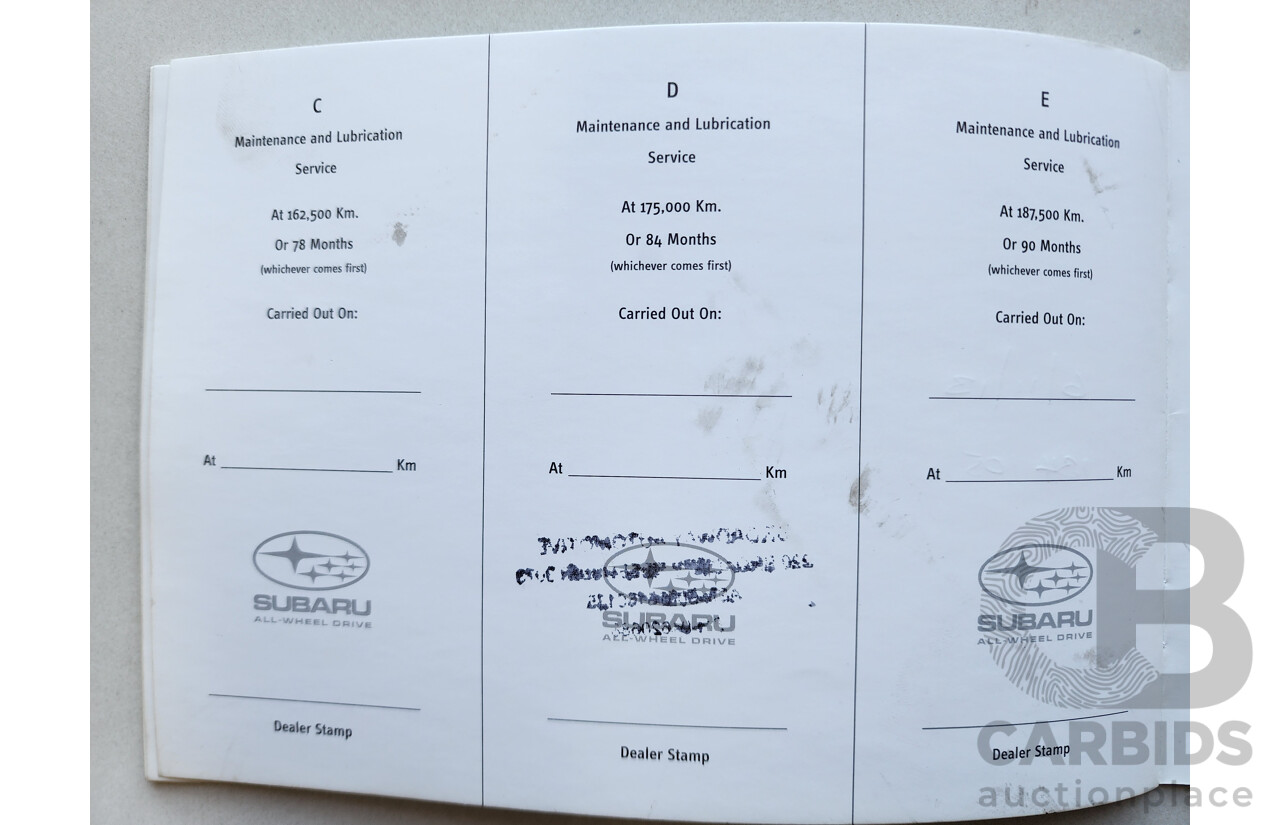 C
Maintenance and Lubrication
Service
At 162,500 Km.
Or 78 Months
(whichever comes first)
Carried Out On:
At Km
SUBARU
ALL-WHEEL DRIVE
Dealer Stamp
D
Maintenance and Lubrication
Service
At 175,000 Km.
Or 84 Months
(whichever comes first)
Carried Out On:
At Km
SUBARU
ALL-WHEEL DRIVE
Dealer Stamp
E
Maintenance and Lubrication
Service
At 187,500 Km.
Or 90 Months
(whichever comes first)
Carried Out On:
At Km
SUBARU
ALL-WHEEL DRIVE
Dealer Stamp
CARBIDS
auctionplace